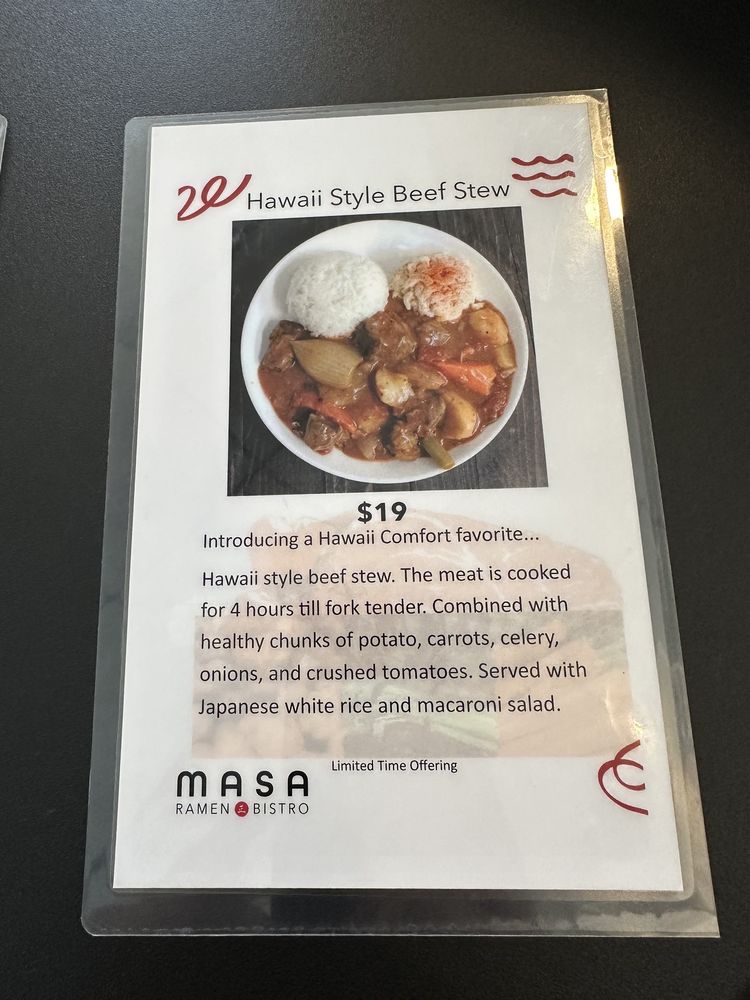 Hawaii Style Beef Stew
$19
Introducing a Hawaii Comfort favorite...
Hawaii style beef stew. The meat is cooked
for 4 hours till fork tender. Combined with
healthy chunks of potato, carrots, celery,
onions, and crushed tomatoes. Served with
Japanese white rice and macaroni salad.
Limited Time Offering
MASA
RAMEN BISTRO